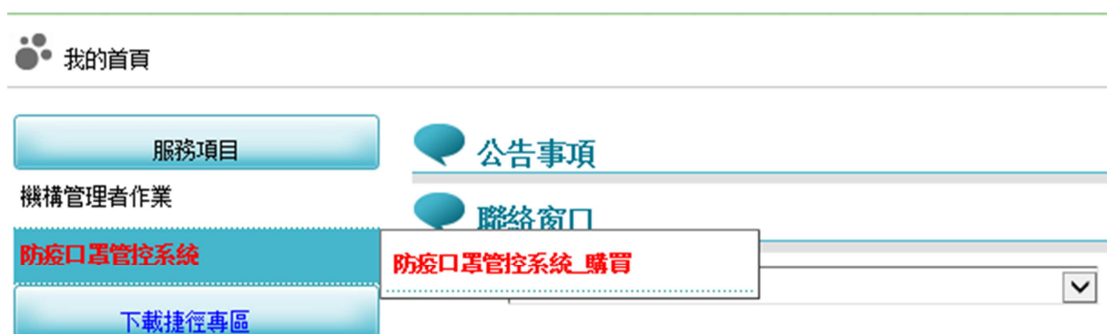 我的首頁
服務項目
公告事項
機構管理者作業
聯絡窗口
防疫口罩管控系統
防疫口罩管控系統_購買
下載捷徑專區